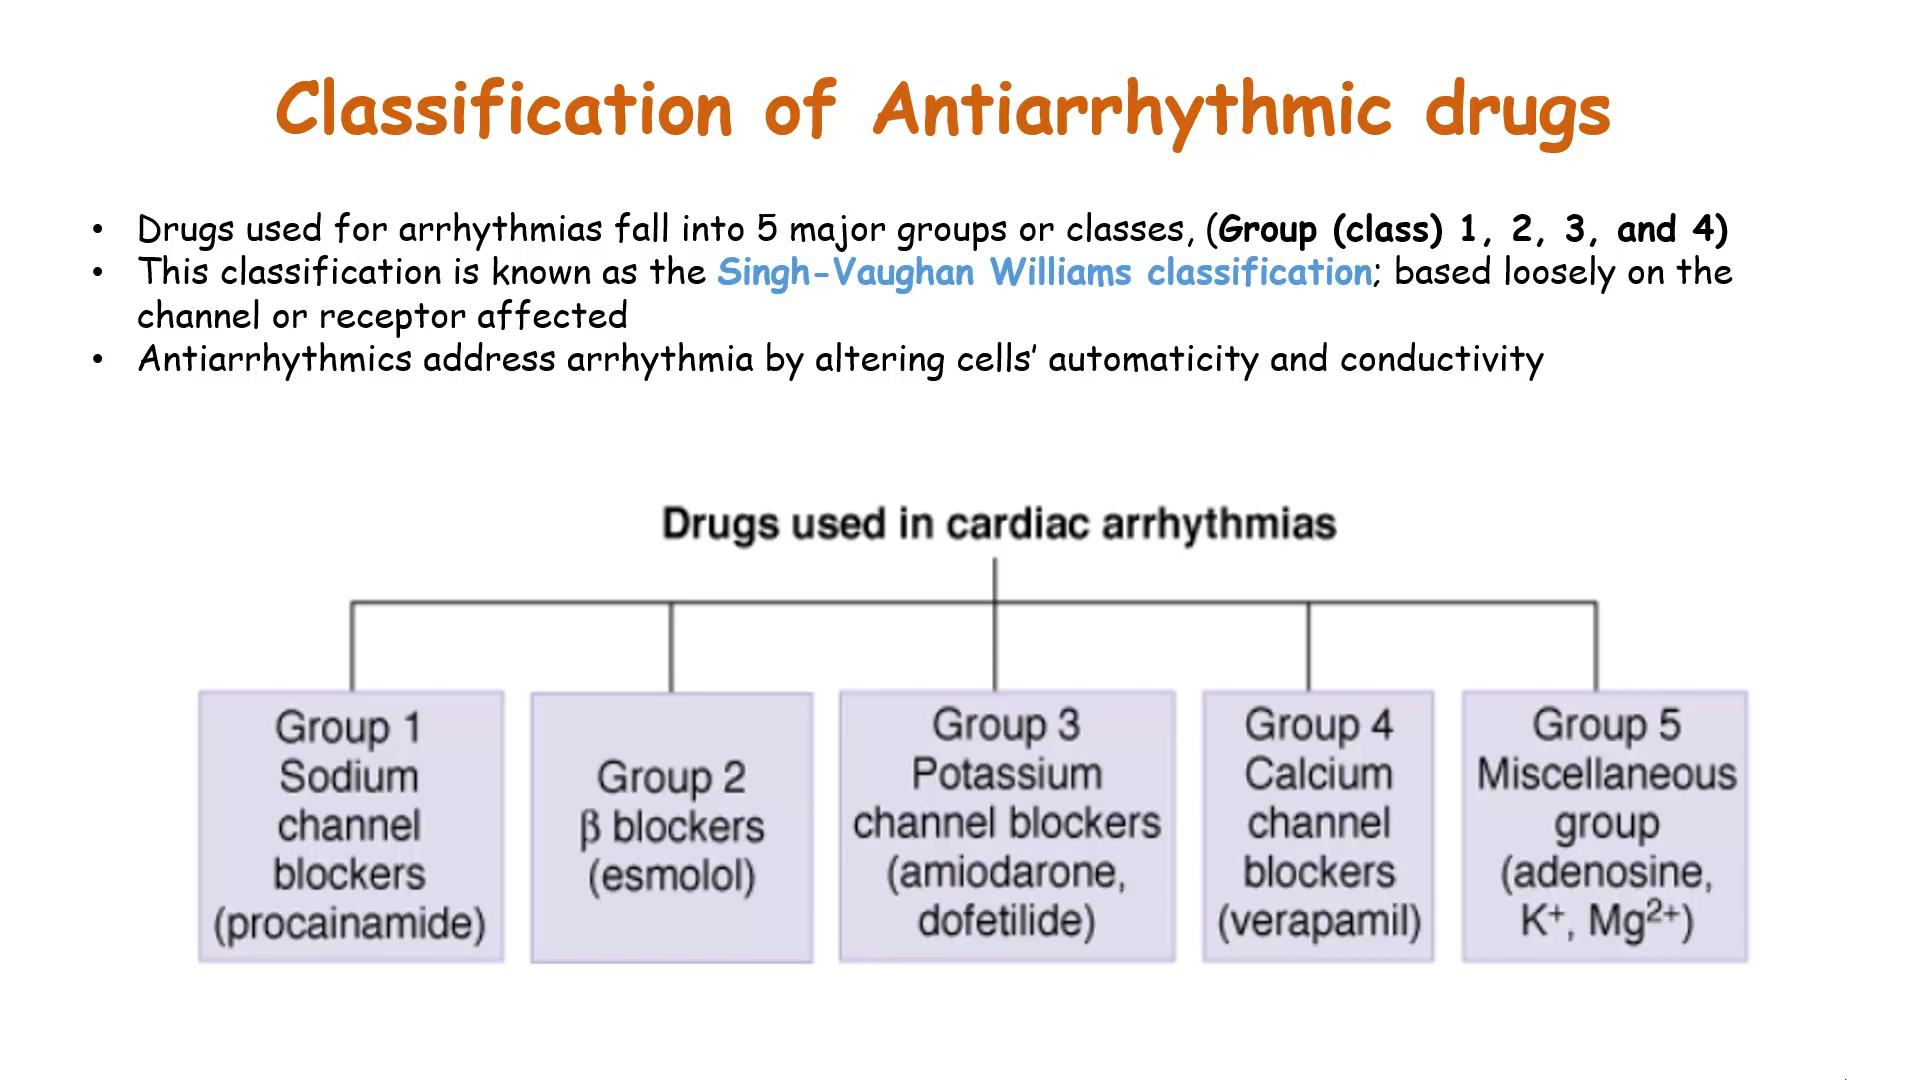 Classification of Antiarrhythmic drugs
• Drugs used for arrhythmias fall into 5 major groups or classes, (Group (class) 1, 2, 3, and 4)
• This classification is known as the Singh-Vaughan Williams classification; based loosely on the
channel or receptor affected
• Antiarrhythmics address arrhythmia by altering cells’ automaticity and conductivity
Drugs used in cardiac arrhythmias
Group 1
Sodium
channel
blockers
(procainamide)
Group 2
β blockers
(esmolol)
Group 3
Potassium
channel blockers
(amiodarone,
dofetilide)
Group 4
Calcium
channel
blockers
(verapamil)
Group 5
Miscellaneous
group
(adenosine,
K⁺, Mg²⁺)